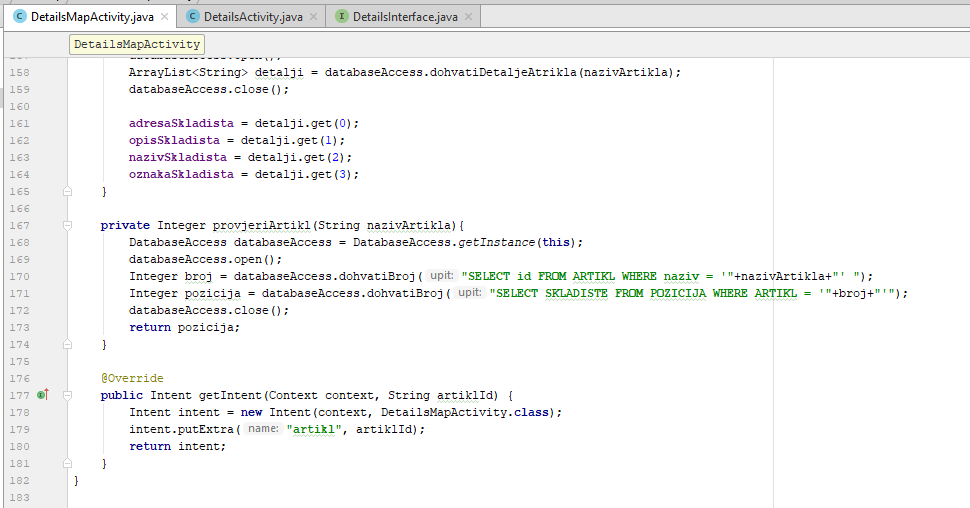 DetailsMapActivity.java × DetailsActivity.java × DetailsInterface.java ×
DetailsMapActivity
158 ArrayList<String> detalji = databaseAccess.dohvatiDetaljeAtrikla(nazivArtikla);
159 databaseAccess.close();
160
161 adresaSkladista = detalji.get(0);
162 opisSkladista = detalji.get(1);
163 nazivSkladista = detalji.get(2);
164 oznakaSkladista = detalji.get(3);
165 }
166
167 private Integer provjeriArtikl(String nazivArtikla){
168 DatabaseAccess databaseAccess = DatabaseAccess.getInstance(this);
169 databaseAccess.open();
170 Integer broj = databaseAccess.dohvatiBroj( upit: "SELECT id FROM ARTIKL WHERE naziv = '"+nazivArtikla+"' ");
171 Integer pozicija = databaseAccess.dohvatiBroj( upit: "SELECT SKLADISTE FROM POZICIJA WHERE ARTIKL = '"+broj+"'");
172 databaseAccess.close();
173 return pozicija;
174 }
175
176 @Override
177 public Intent getIntent(Context context, String artiklId) {
178 Intent intent = new Intent(context, DetailsMapActivity.class);
179 intent.putExtra( name: "artikl", artiklId);
180 return intent;
181 }
182 }
183